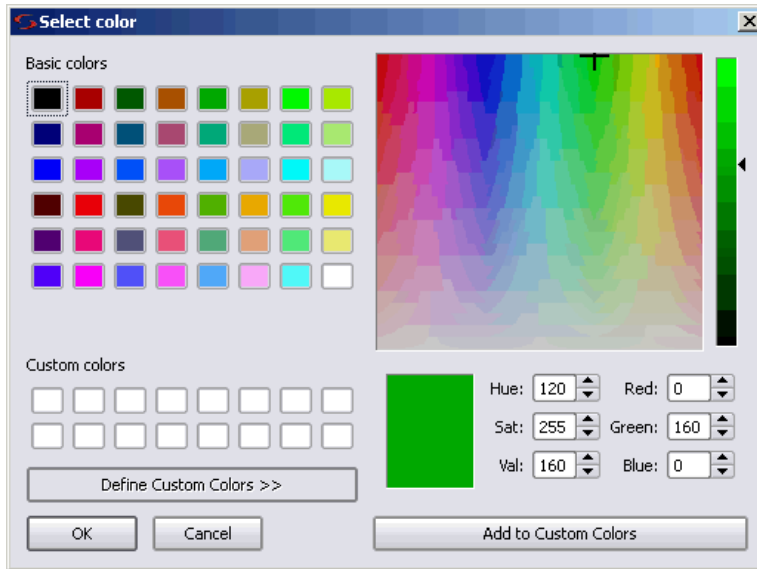 Select color
Basic colors
Custom colors
Define Custom Colors >>
OK Cancel
Hue: 120 Red: 0
Sat: 255 Green: 160
Val: 160 Blue: 0
Add to Custom Colors